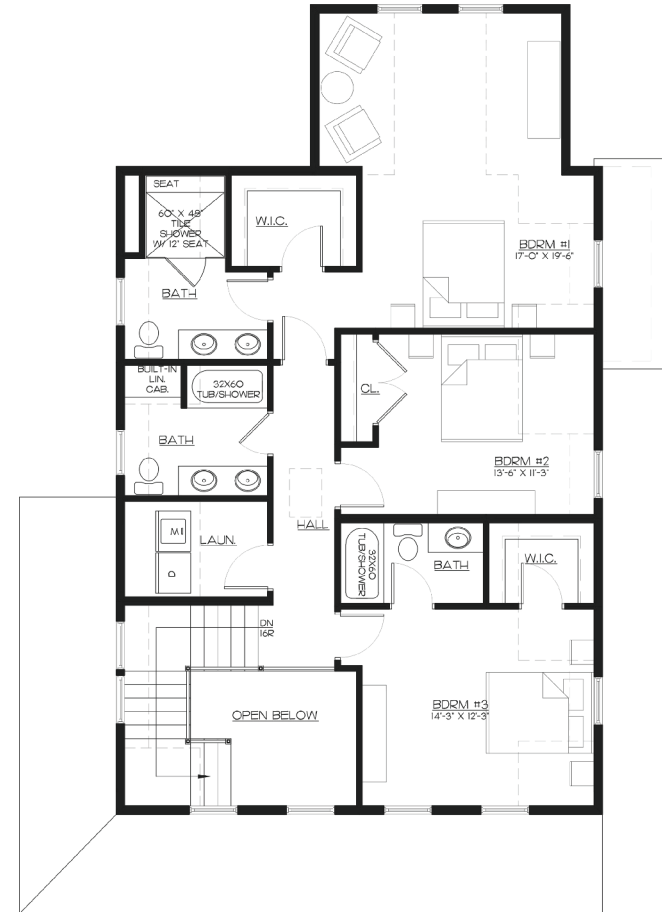 SEAT
60" X 48"
TILE
SHOWER
W/ 12" SEAT
W.I.C.
BDRM #1
17'-0" X 19'-6"
BATH
BUILT-IN
LIN.
CAB.
32X60
TUB/SHOWER
CL.
BATH
BDRM #2
13'-6" X 11'-3"
HALL
W
LAUN.
D
32X60
TUB/SHOWER
BATH
W.I.C.
DN
16R
OPEN BELOW
BDRM #3
14'-3" X 12'-3"